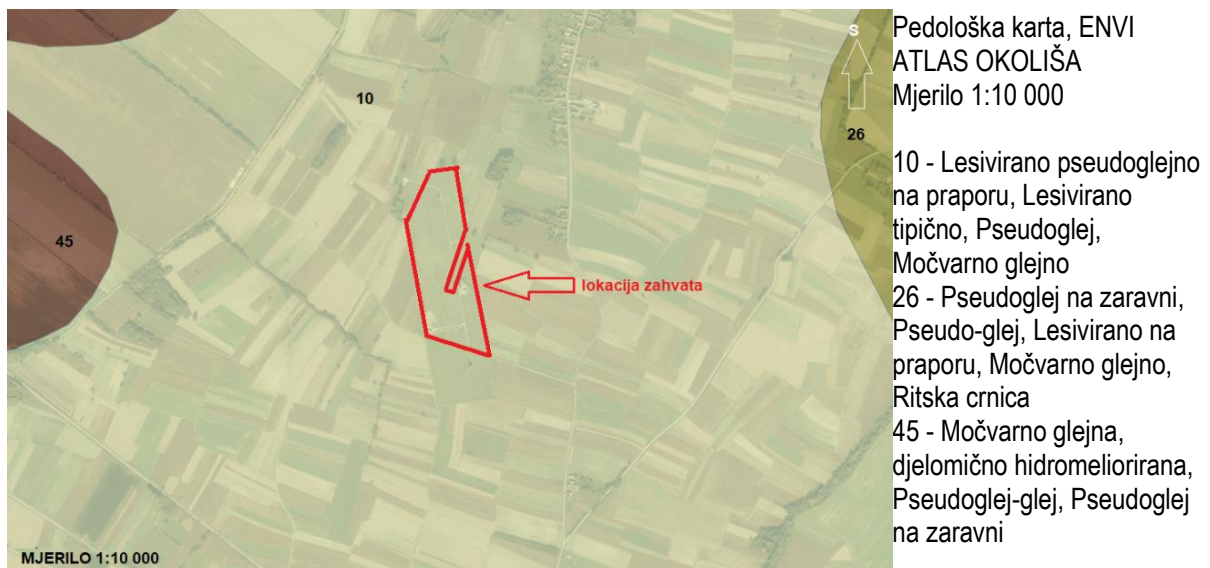 10
S
26
45
lokacija zahvata
MJERILO 1:10 000
Pedološka karta, ENVI
ATLAS OKOLIŠA
Mjerilo 1:10 000
10 - Lesivirano pseudoglejno
na praporu, Lesivirano
tipično, Pseudoglej,
Močvarno glejno
26 - Pseudoglej na zaravni,
Pseudo-glej, Lesivirano na
praporu, Močvarno glejno,
Ritska crnica
45 - Močvarno glejna,
djelomično hidromeliorirana,
Pseudoglej-glej, Pseudoglej
na zaravni